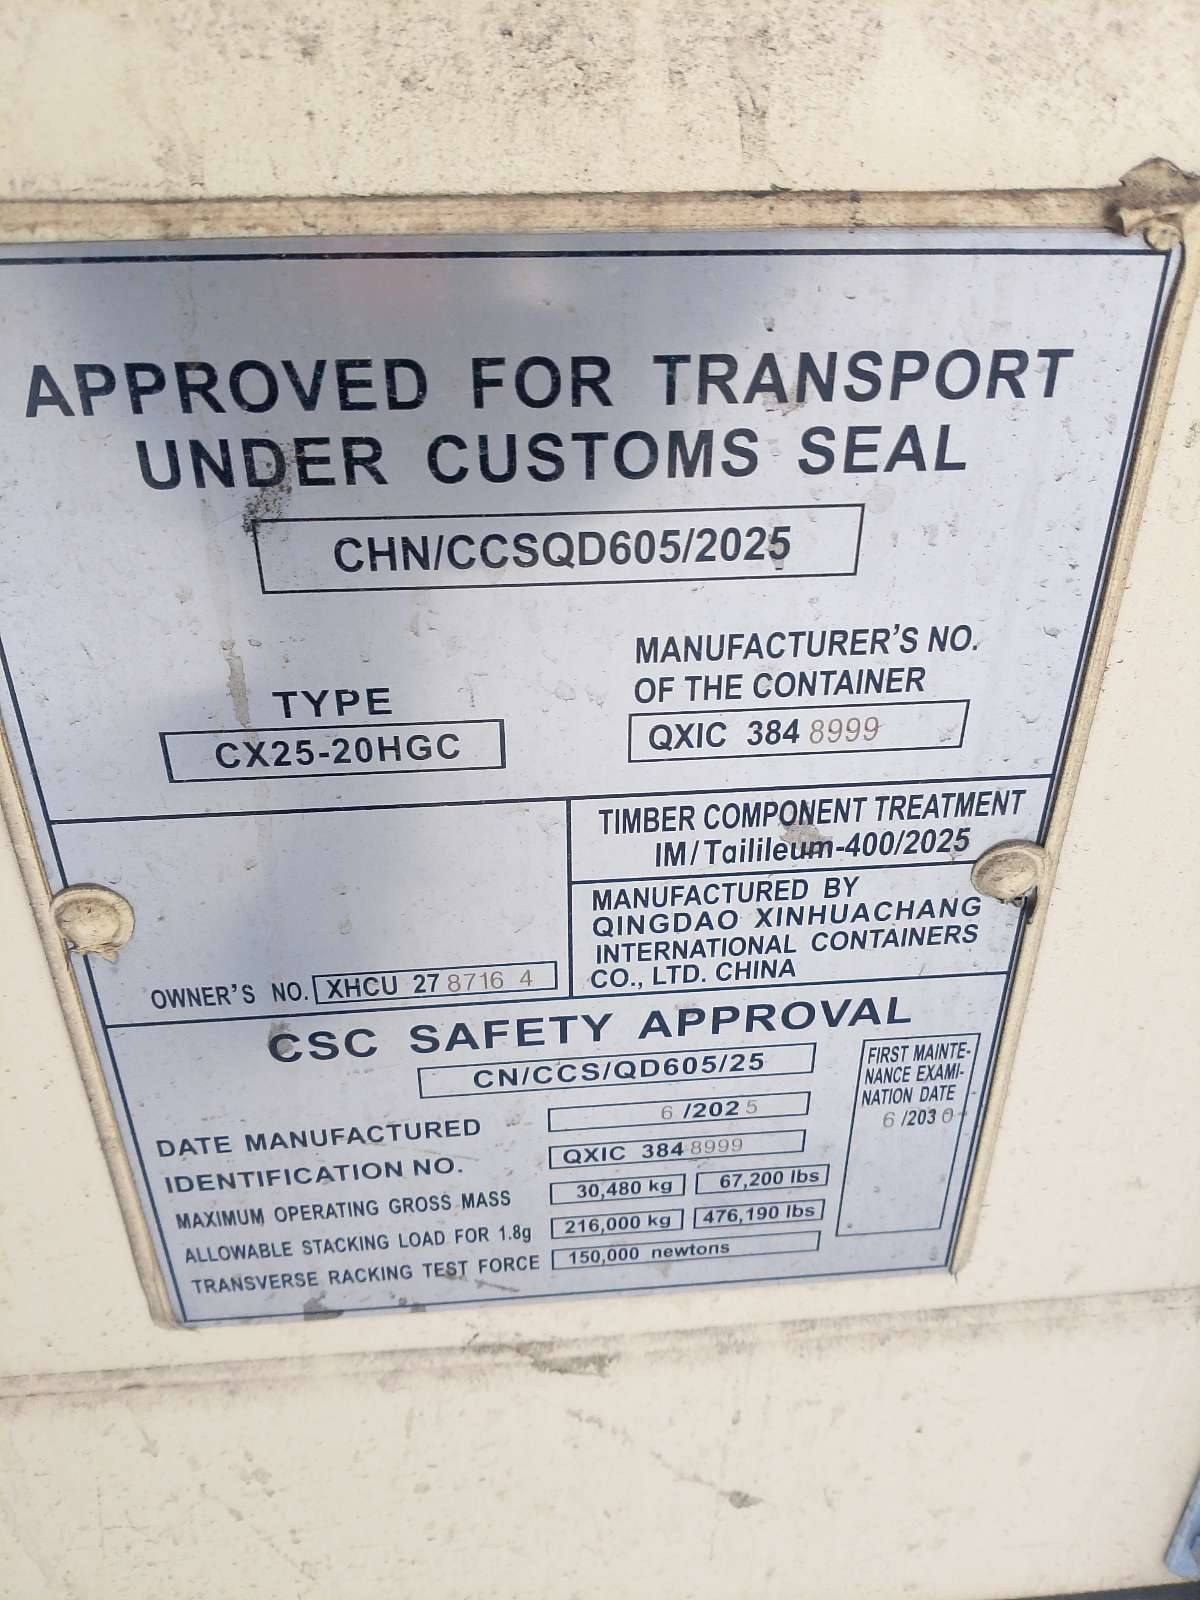 APPROVED FOR TRANSPORT
UNDER CUSTOMS SEAL
CHN/CCSQD605/2025
TYPE
CX25-20HGC
MANUFACTURER'S NO.
OF THE CONTAINER
QXIC 384 8999
TIMBER COMPONENT TREATMENT
IM/Tailileum-400/2025
MANUFACTURED BY
QINGDAO XINHUACHANG
INTERNATIONAL CONTAINERS
CO., LTD. CHINA
OWNER'S NO. XHCU 27 8716 4
CSC SAFETY APPROVAL
CN/CCS/QD605/25
DATE MANUFACTURED 6 /2025
IDENTIFICATION NO. QXIC 384 8999
MAXIMUM OPERATING GROSS MASS 30,480 kg 67,200 lbs
ALLOWABLE STACKING LOAD FOR 1.8g 216,000 kg 476,190 lbs
TRANSVERSE RACKING TEST FORCE 150,000 newtons
FIRST MAINTE-
NANCE EXAMI-
NATION DATE
6 /2030